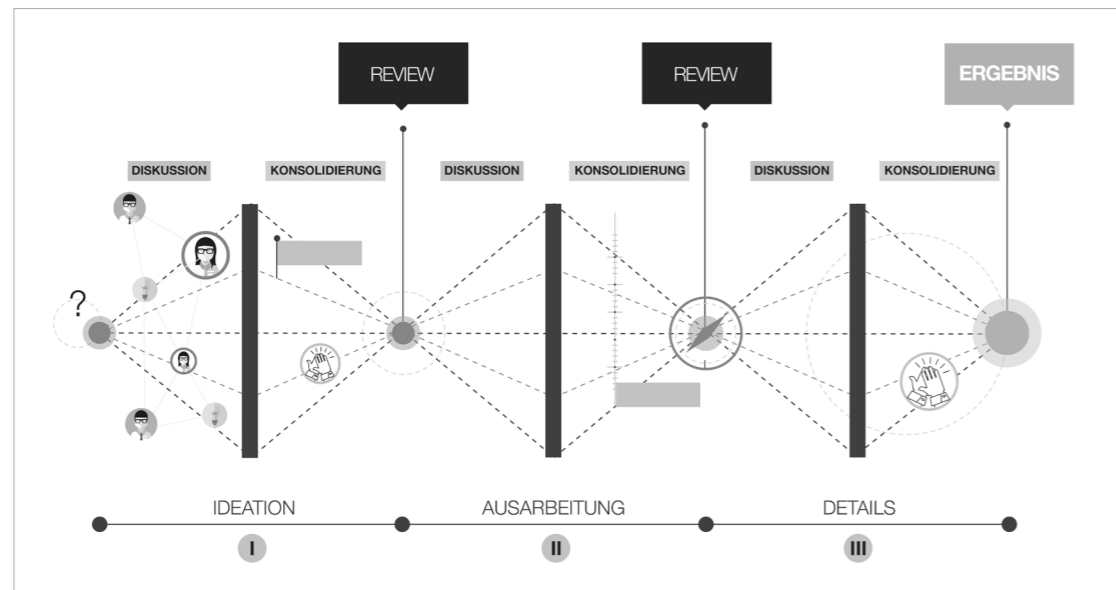 REVIEW
REVIEW
ERGEBNIS
DISKUSSION
KONSOLIDIERUNG
DISKUSSION
KONSOLIDIERUNG
DISKUSSION
KONSOLIDIERUNG
?
IDEATION
AUSARBEITUNG
DETAILS
I
II
III